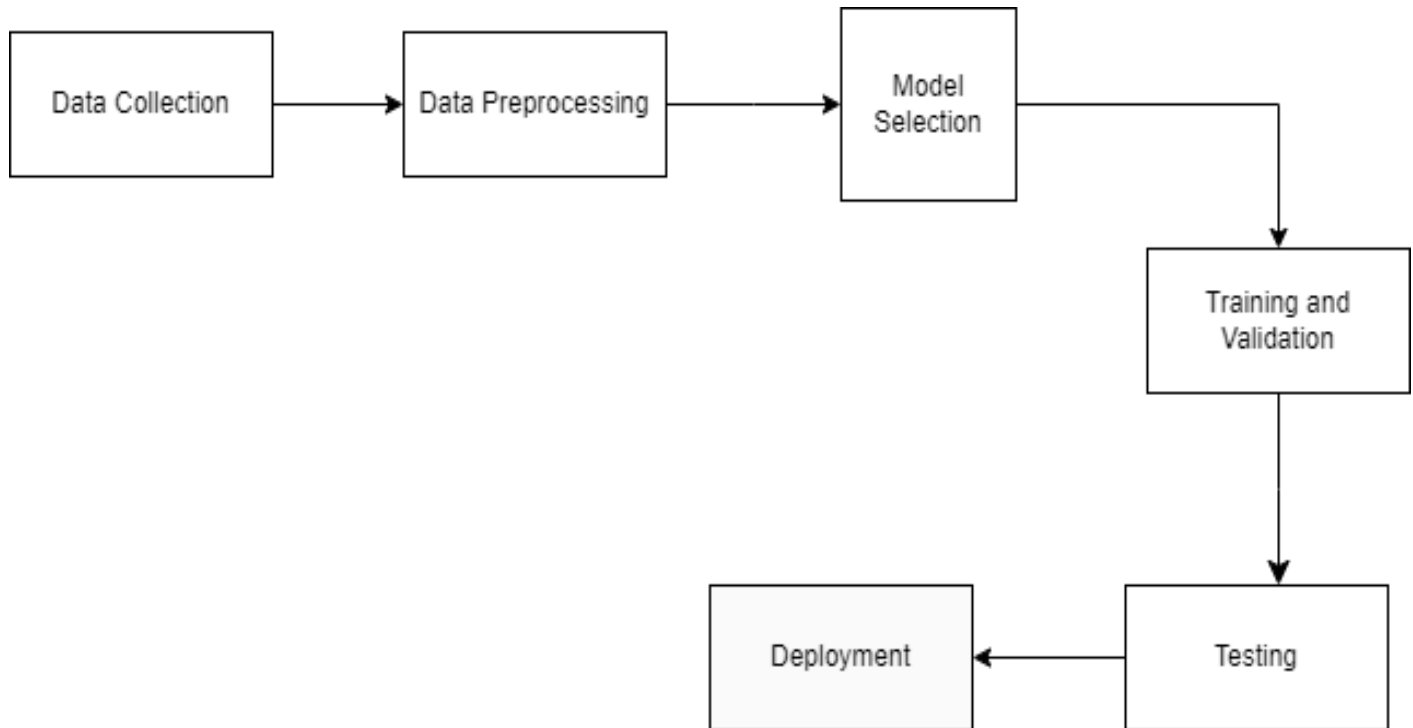 Data Collection
Data Preprocessing
Model
Selection
Training and
Validation
Testing
Deployment